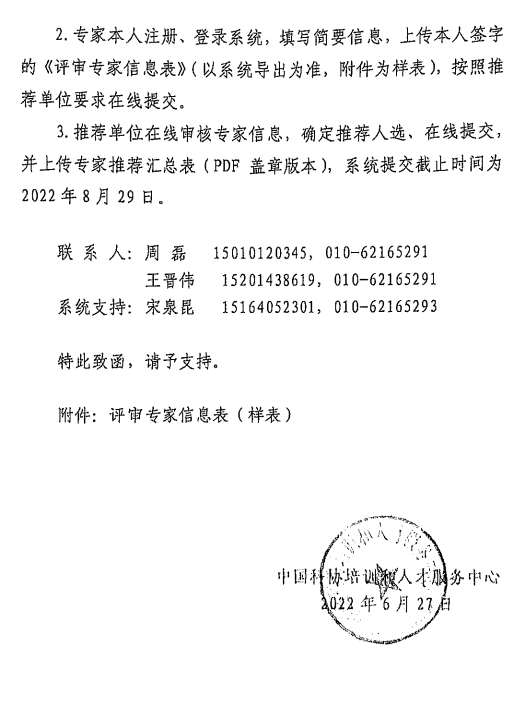 2.专家本人注册、登录系统，填写简要信息，上传本人签字
的《评审专家信息表》（以系统导出为准，附件为样表），按照推
荐单位要求在线提交。
3.推荐单位在线审核专家信息，确定推荐人选、在线提交，
并上传专家推荐汇总表（PDF 盖章版本），系统提交截止时间为
2022 年 8 月 29 日。
联 系 人：周 磊 15010120345, 010-62165291
王晋伟 15201438619, 010-62165291
系统支持：宋泉昆 15164052301, 010-62165293
特此致函，请予支持。
附件：评审专家信息表（样表）
中国科协培训和人才服务中心
2022 年 6 月 27 日